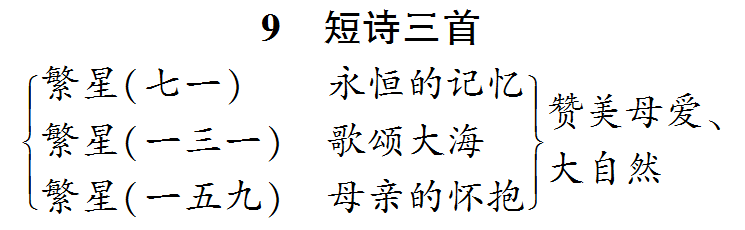 9 短诗三首
繁星(七一) 永恒的记忆
繁星(一三一) 歌颂大海
繁星(一五九) 母亲的怀抱
赞美母爱、
大自然